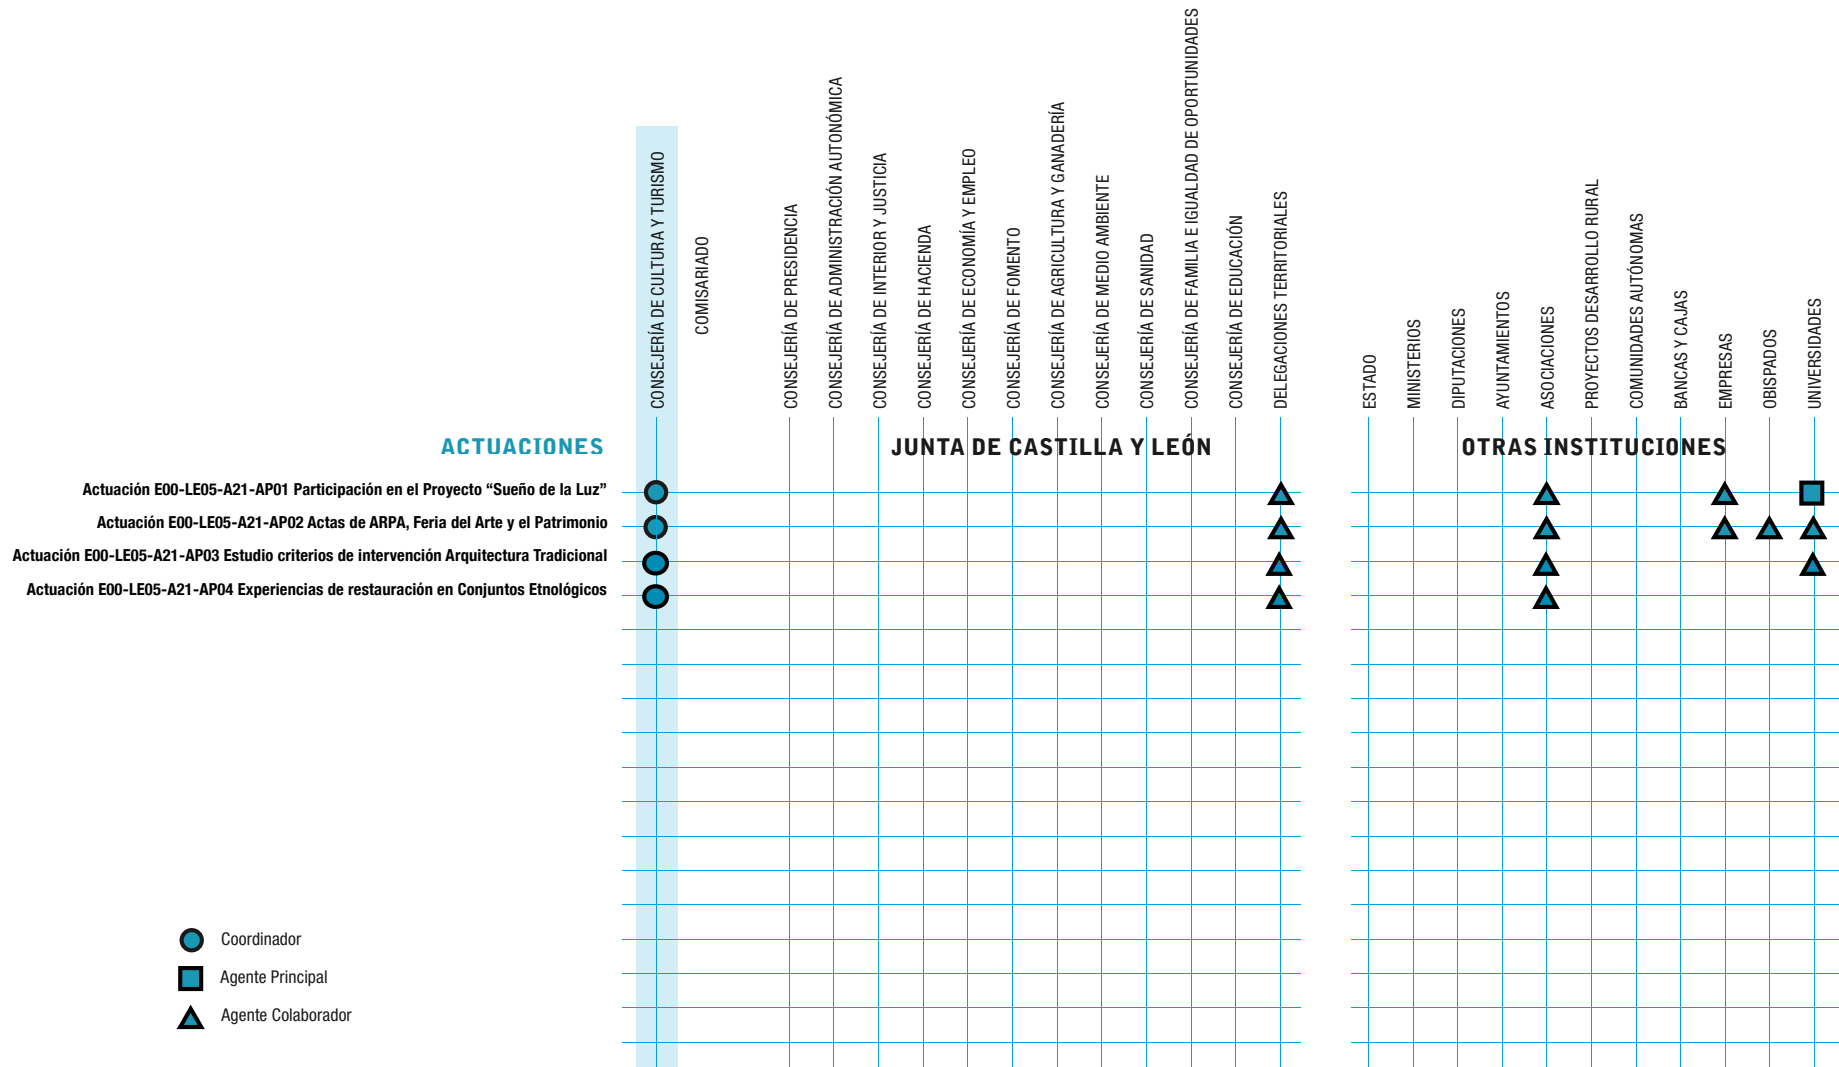 CONSEJERÍA DE CULTURA Y TURISMO
COMISARIADO
CONSEJERÍA DE PRESIDENCIA
CONSEJERÍA DE ADMINISTRACIÓN AUTONÓMICA
CONSEJERÍA DE INTERIOR Y JUSTICIA
CONSEJERÍA DE HACIENDA
CONSEJERÍA DE ECONOMÍA Y EMPLEO
CONSEJERÍA DE FOMENTO
CONSEJERÍA DE AGRICULTURA Y GANADERÍA
CONSEJERÍA DE MEDIO AMBIENTE
CONSEJERÍA DE SANIDAD
CONSEJERÍA DE FAMILIA E IGUALDAD DE OPORTUNIDADES
CONSEJERÍA DE EDUCACIÓN
DELEGACIONES TERRITORIALES
ESTADO
MINISTERIOS
DIPUTACIONES
AYUNTAMIENTOS
ASOCIACIONES
PROYECTOS DESARROLLO RURAL
COMUNIDADES AUTÓNOMAS
BANCAS Y CAJAS
EMPRESAS
OBISPADOS
UNIVERSIDADES
ACTUACIONES
JUNTA DE CASTILLA Y LEÓN
OTRAS INSTITUCIONES
Actuación E00-LE05-A21-AP01 Participación en el Proyecto “Sueño de la Luz”
Actuación E00-LE05-A21-AP02 Actas de ARPA, Feria del Arte y el Patrimonio
Actuación E00-LE05-A21-AP03 Estudio criterios de intervención Arquitectura Tradicional
Actuación E00-LE05-A21-AP04 Experiencias de restauración en Conjuntos Etnológicos
Coordinador
Agente Principal
Agente Colaborador